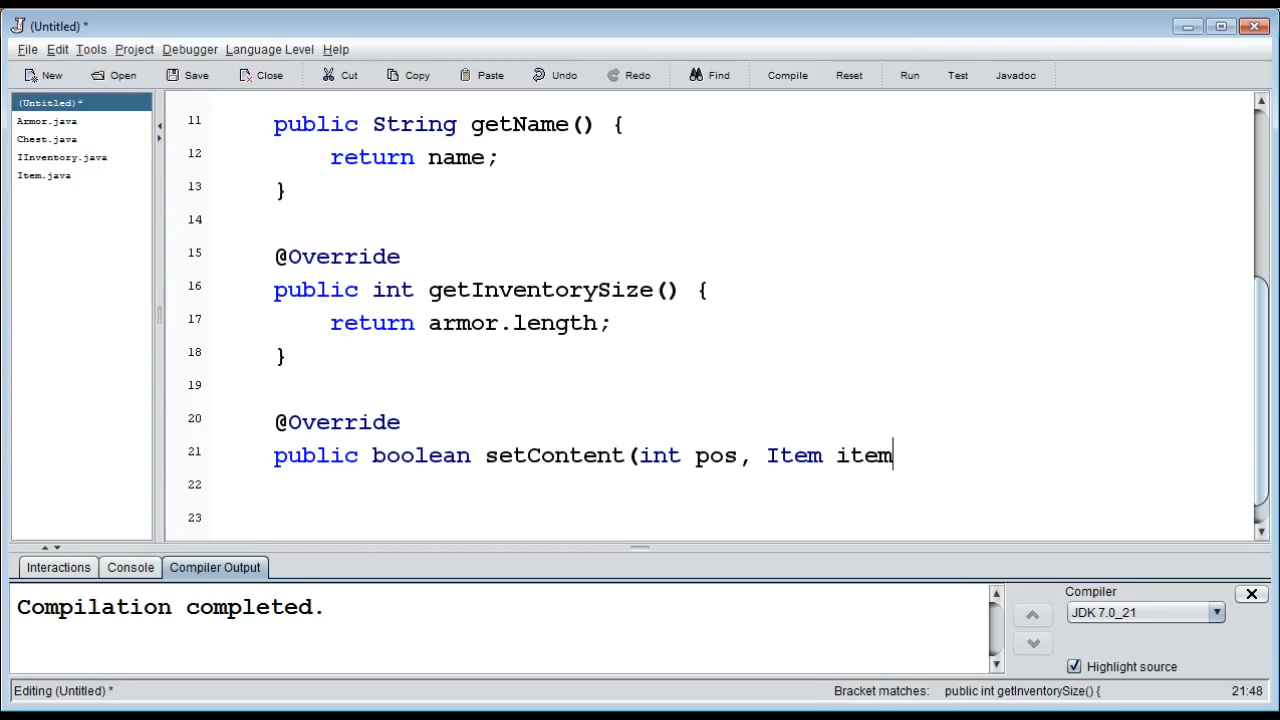 (Untitled) *
File Edit Tools Project Debugger Language Level Help
New Open Save Close Cut Copy Paste Undo Redo Find Compile Reset Run Test Javadoc
(Untitled)*
Armor.java
Chest.java
IInventory.java
Item.java
11 public String getName() {
12 return name;
13 }
14
15 @Override
16 public int getInventorySize() {
17 return armor.length;
18 }
19
20 @Override
21 public boolean setContent(int pos, Item item
22
23
Interactions Console Compiler Output
Compilation completed.
Compiler
JDK 7.0_21
Highlight source
Editing (Untitled) * Bracket matches: public int getInventorySize() { 21:48